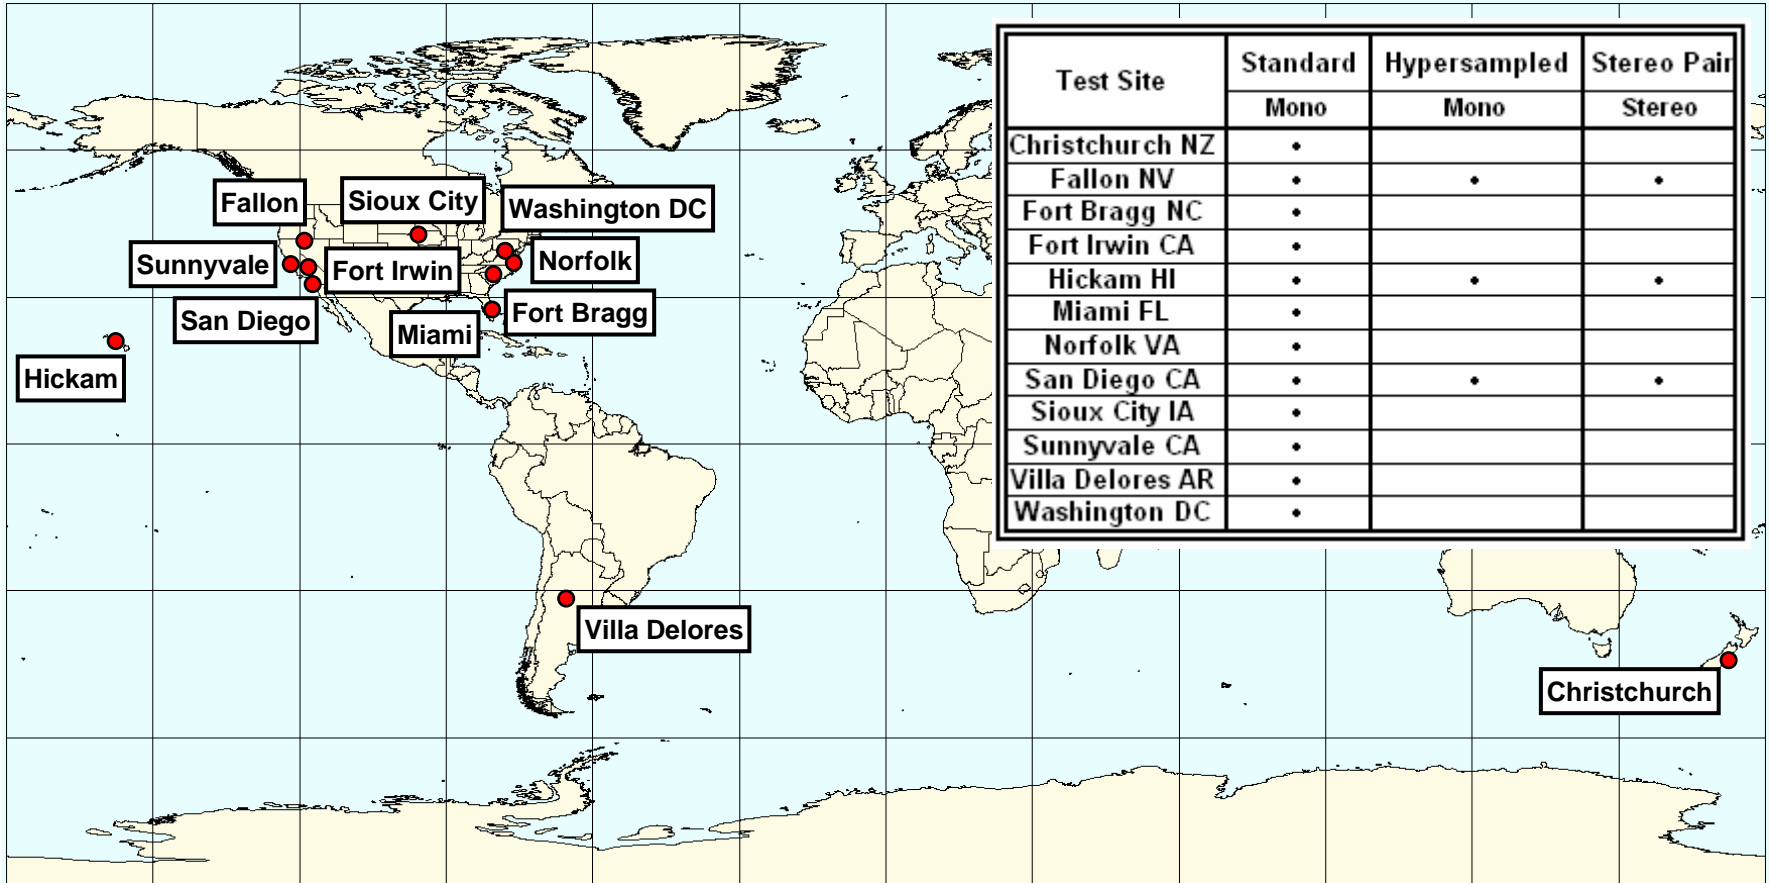 Test Site
Standard
Hypersampled
Stereo Pair
Mono
Mono
Stereo
Christchurch NZ •
Fallon NV • • •
Fort Bragg NC •
Fort Irwin CA •
Hickam HI • • •
Miami FL •
Norfolk VA •
San Diego CA • • •
Sioux City IA •
Sunnyvale CA •
Villa Delores AR •
Washington DC •
Fallon
Sioux City
Washington DC
Sunnyvale
Fort Irwin
Norfolk
San Diego
Miami
Fort Bragg
Hickam
Villa Delores
Christchurch